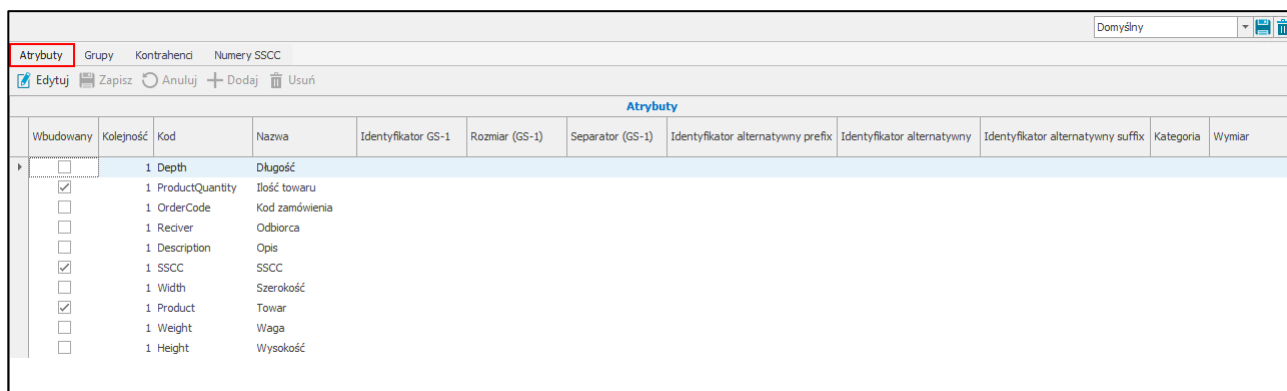 Domyślny
Atrybuty Grupy Kontrahenci Numery SSCC
Edytuj Zapisz Anuluj Dodaj Usuń
Atrybuty
Wbudowany Kolejność Kod Nazwa Identyfikator GS-1 Rozmiar (GS-1) Separator (GS-1) Identyfikator alternatywny prefix Identyfikator alternatywny Identyfikator alternatywny suffix Kategoria Wymiar
1 Depth Długość
1 ProductQuantity Ilość towaru
1 OrderCode Kod zamówienia
1 Reciver Odbiorca
1 Description Opis
1 SSCC SSCC
1 Width Szerokość
1 Product Towar
1 Weight Waga
1 Height Wysokość